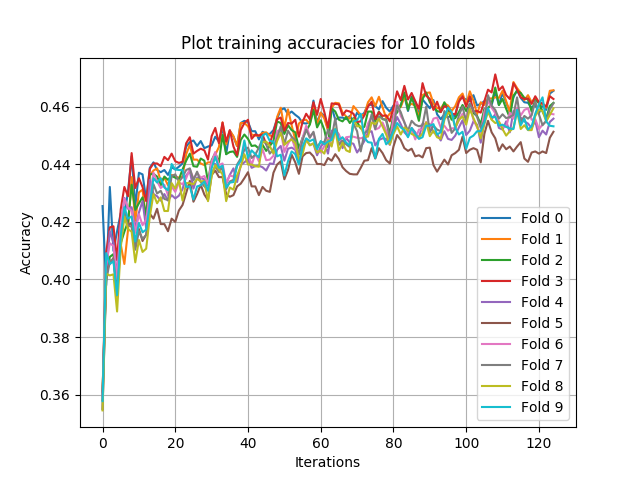 Plot training accuracies for 10 folds
Accuracy
0.46
0.44
0.42
0.40
0.38
0.36
0 20 40 60 80 100 120
Iterations
Fold 0
Fold 1
Fold 2
Fold 3
Fold 4
Fold 5
Fold 6
Fold 7
Fold 8
Fold 9